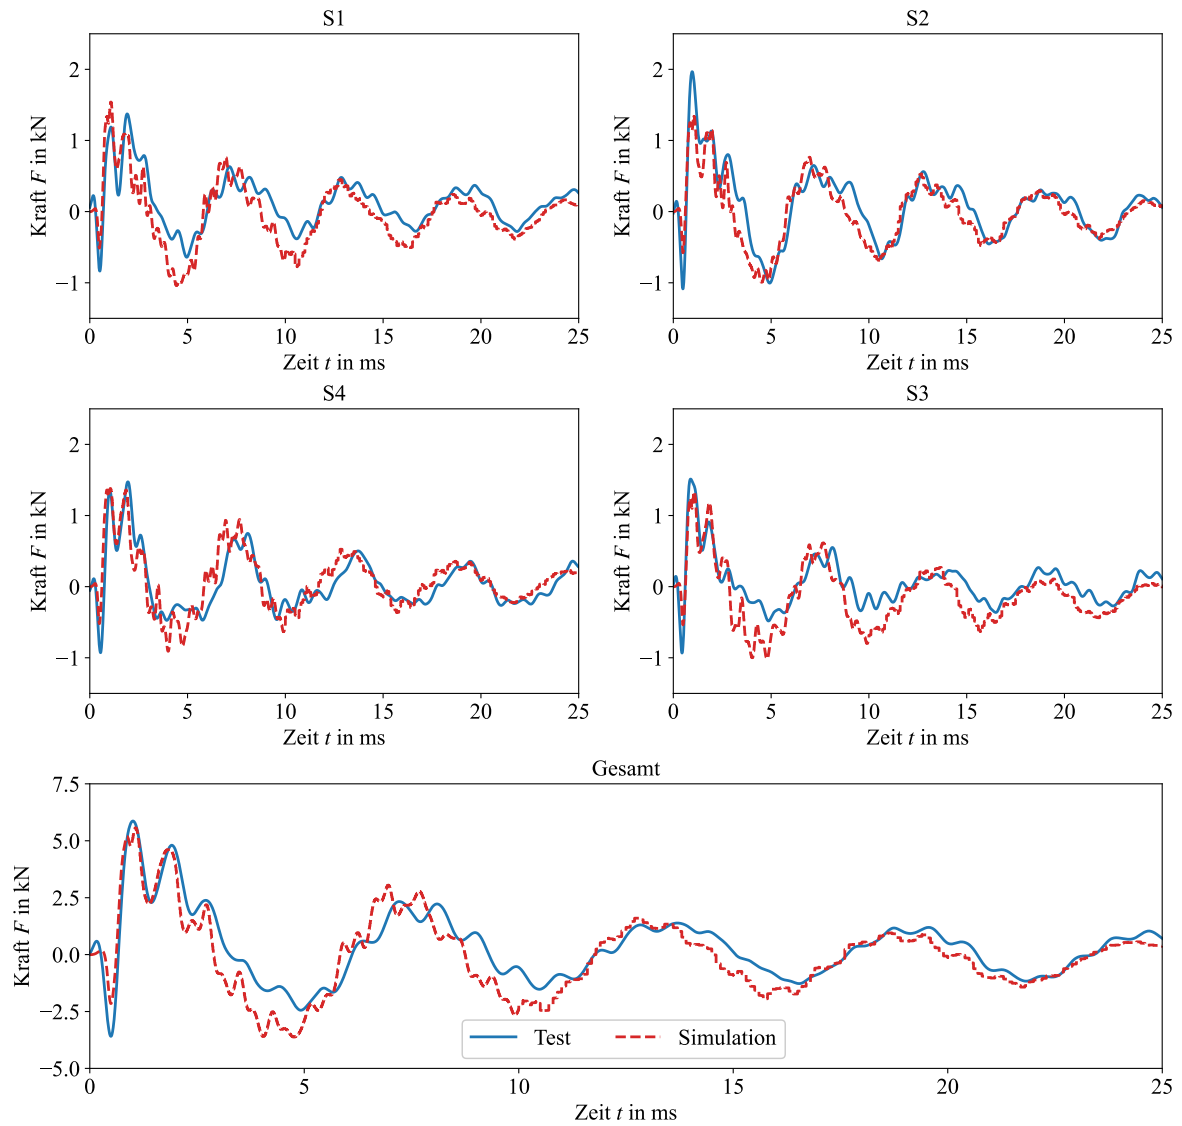 S1
Kraft F in kN
2
1
0
−1
0 5 10 15 20 25
Zeit t in ms
S2
Kraft F in kN
2
1
0
−1
0 5 10 15 20 25
Zeit t in ms
S4
Kraft F in kN
2
1
0
−1
0 5 10 15 20 25
Zeit t in ms
S3
Kraft F in kN
2
1
0
−1
0 5 10 15 20 25
Zeit t in ms
Gesamt
Kraft F in kN
7.5
5.0
2.5
0.0
−2.5
−5.0
Test Simulation
0 5 10 15 20 25
Zeit t in ms